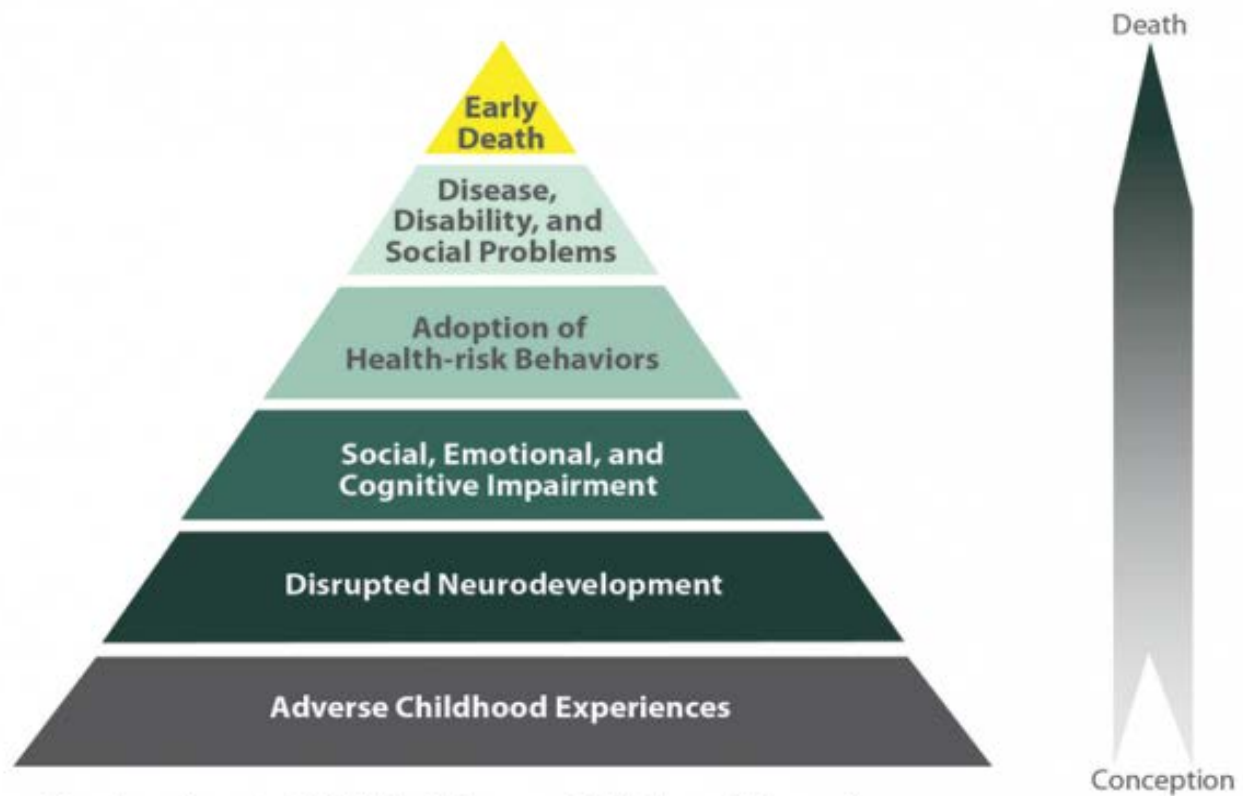 Death
Early
Death
Disease,
Disability, and
Social Problems
Adoption of
Health-risk Behaviors
Social, Emotional, and
Cognitive Impairment
Disrupted Neurodevelopment
Adverse Childhood Experiences
Conception